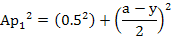 Ap₁² = (0.5²) + ((a − y)/2)²